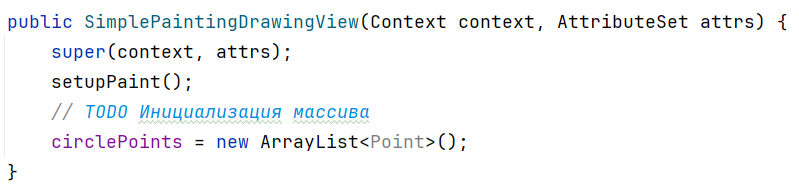 public SimplePaintingDrawingView(Context context, AttributeSet attrs) {
super(context, attrs);
setupPaint();
// TODO Инициализация массива
circlePoints = new ArrayList<Point>();
}